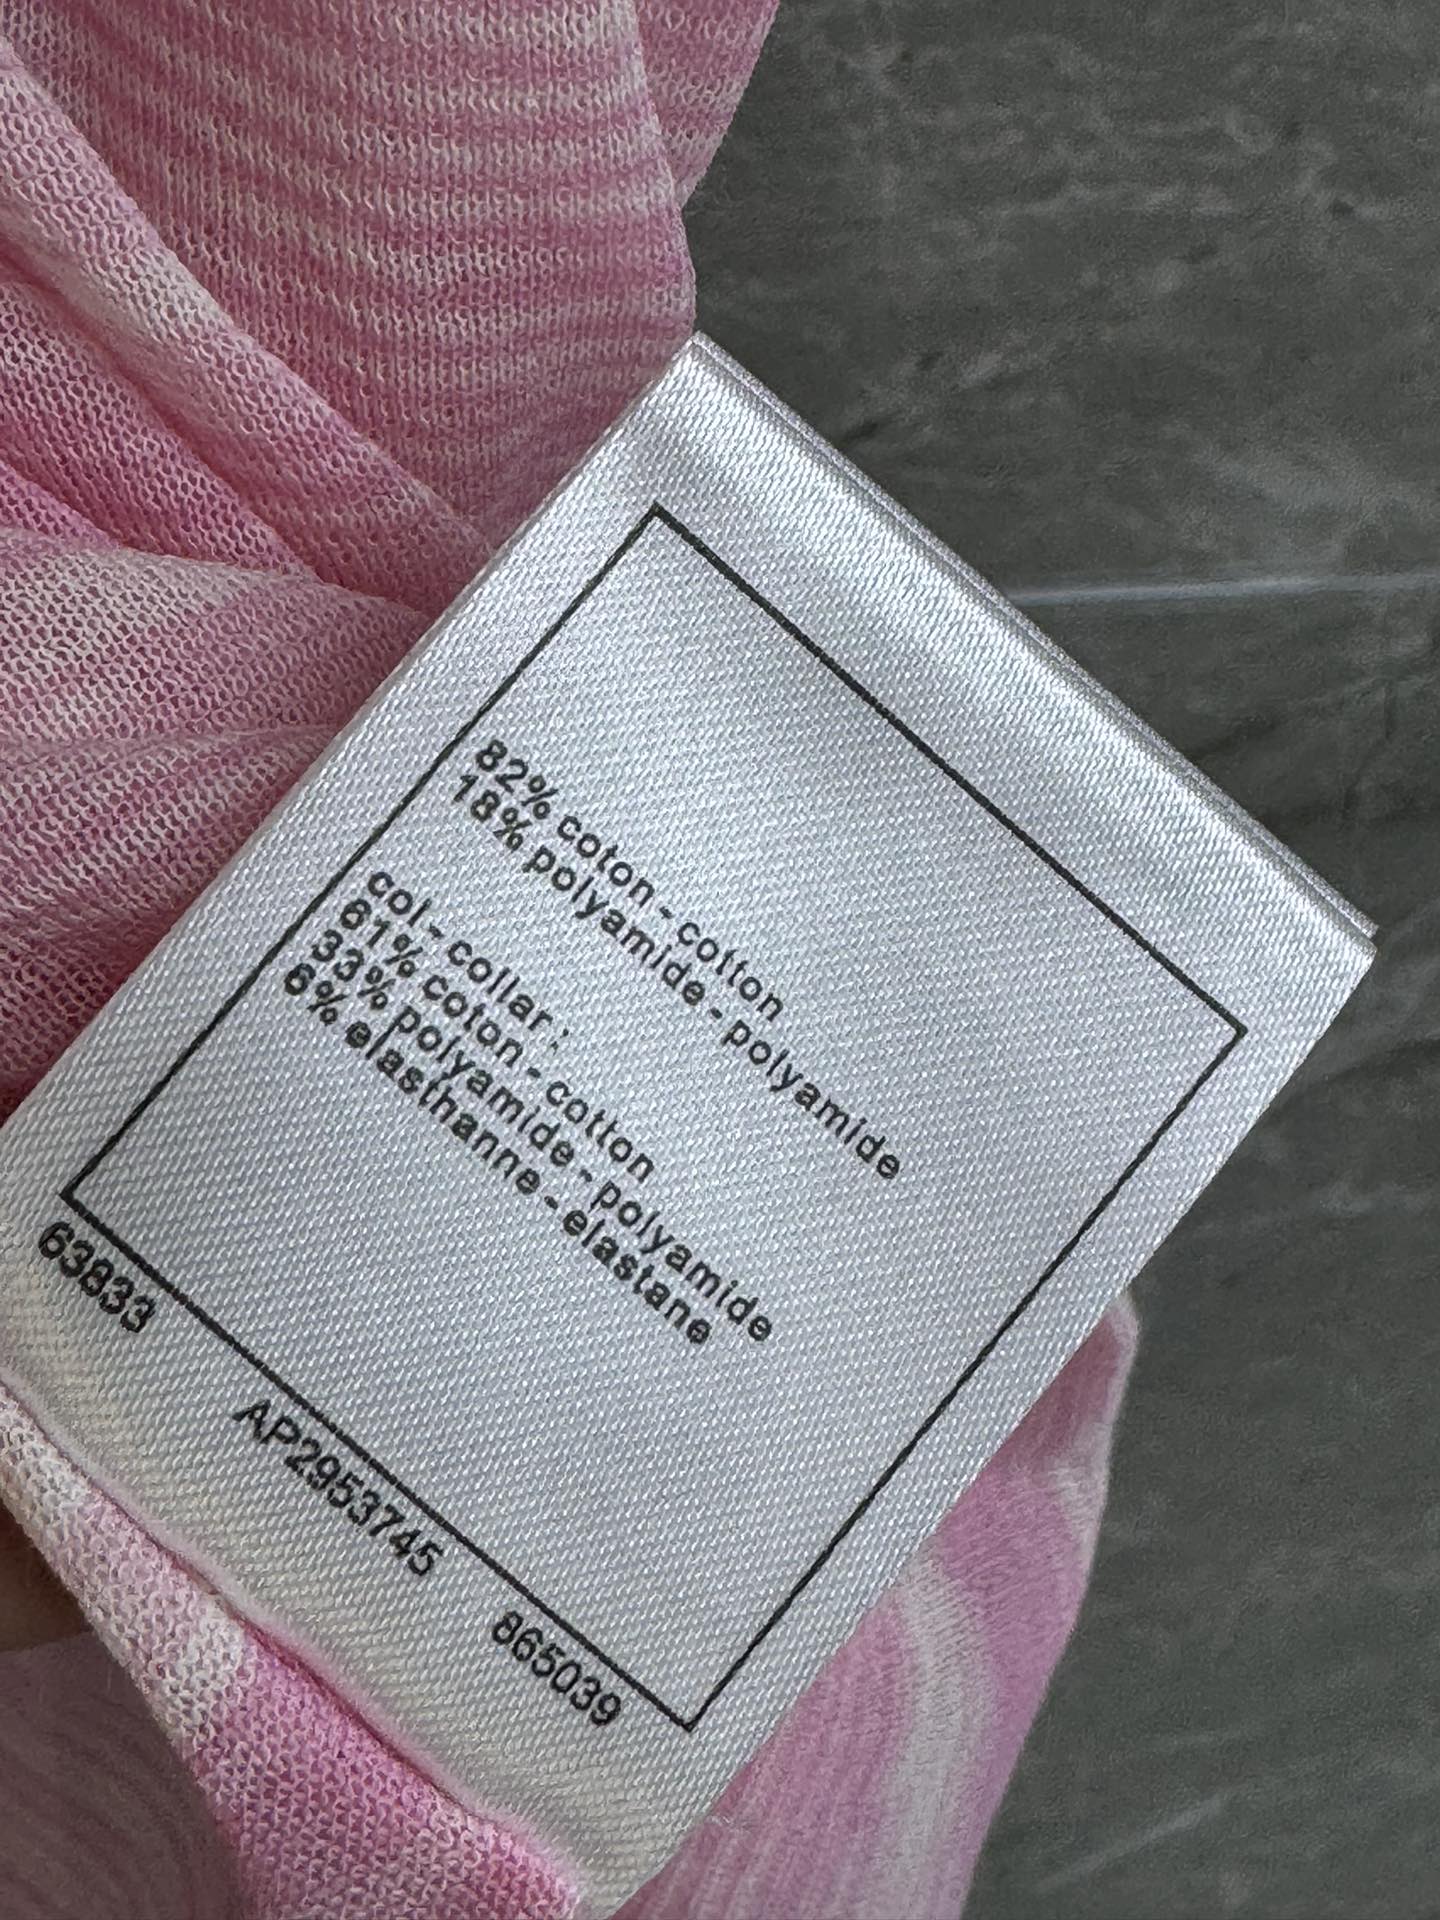 82% coton - cotton
18% polyamide - polyamide
col - collar :
61% coton - cotton
33% polyamide - polyamide
6% elasthanne - elastane
63833
AP2953745
865039